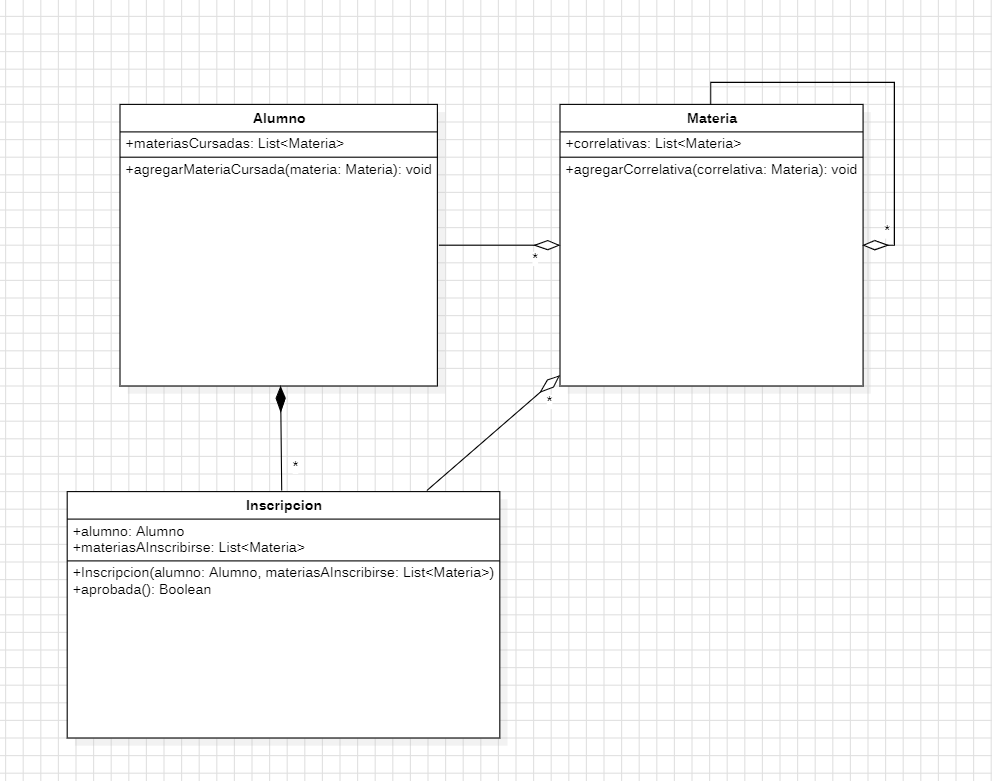 Alumno
+materiasCursadas: List<Materia>
+agregarMateriaCursada(materia: Materia): void
Materia
+correlativas: List<Materia>
+agregarCorrelativa(correlativa: Materia): void
*
*
*
*
Inscripcion
+alumno: Alumno
+materiasAInscribirse: List<Materia>
+Inscripcion(alumno: Alumno, materiasAInscribirse: List<Materia>)
+aprobada(): Boolean